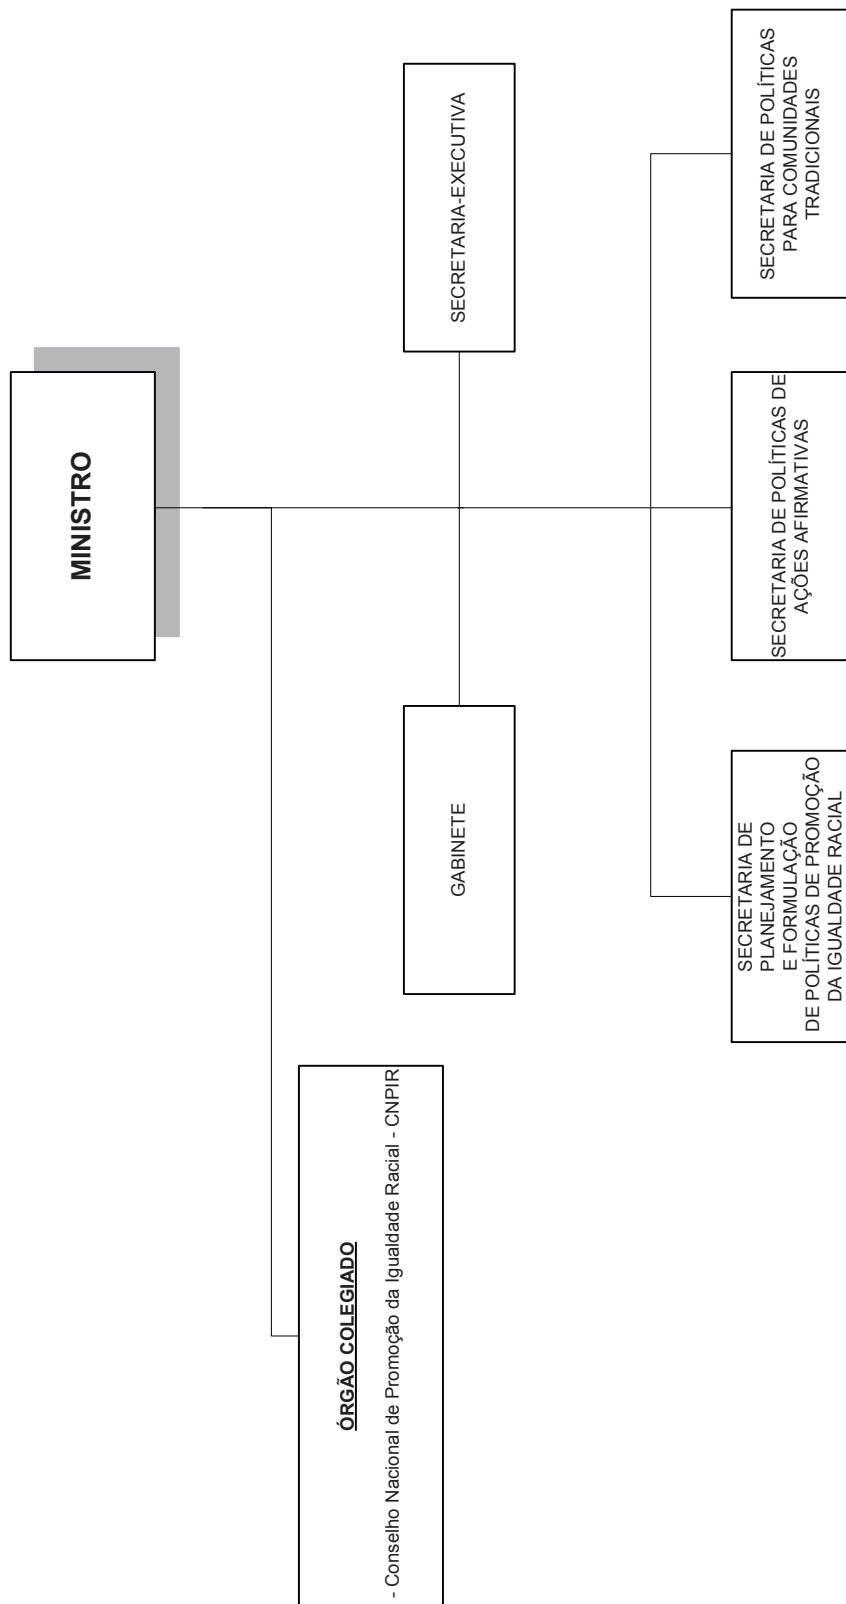 MINISTRO
ÓRGÃO COLEGIADO
- Conselho Nacional de Promoção da Igualdade Racial - CNPIR
GABINETE
SECRETARIA-EXECUTIVA
SECRETARIA DE
PLANEJAMENTO
E FORMULAÇÃO
DE POLÍTICAS DE PROMOÇÃO
DA IGUALDADE RACIAL
SECRETARIA DE POLÍTICAS DE
AÇÕES AFIRMATIVAS
SECRETARIA DE POLÍTICAS
PARA COMUNIDADES
TRADICIONAIS